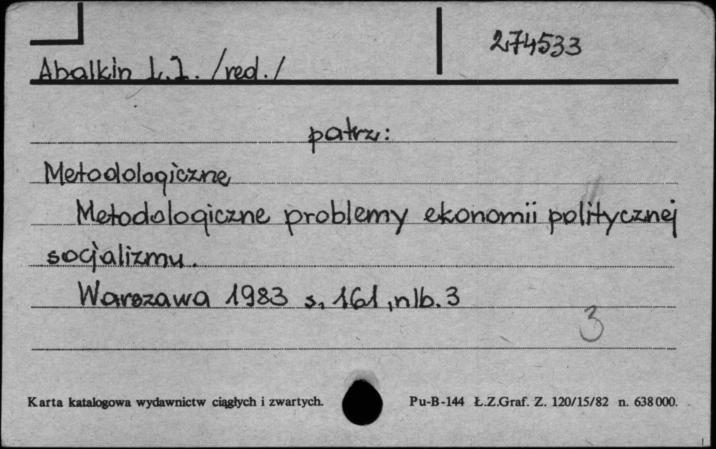 274533
Abalkin L.I. /red./
patrz:
Metodologiczne
Metodologiczne problemy ekonomii politycznej
socjalizmu.
Warszawa 1983 s. 161, nlb. 3
3
Karta katalogowa wydawnictw ciągłych i zwartych. Pu-B-144 Ł.Z.Graf. Z. 120/15/82 n. 638 000.